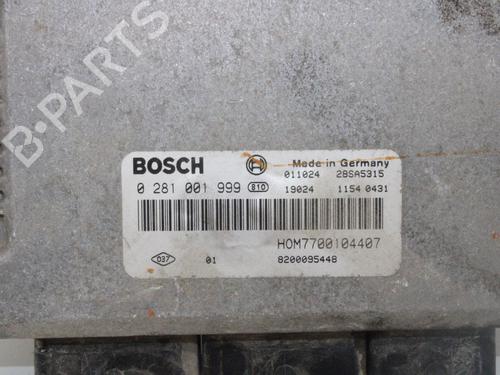 B-PARTS
BOSCH
Made in Germany
0 281 001 999 810
011024 28SA5315
19024 1154 0431
HOM7700104407
037 01 8200095448